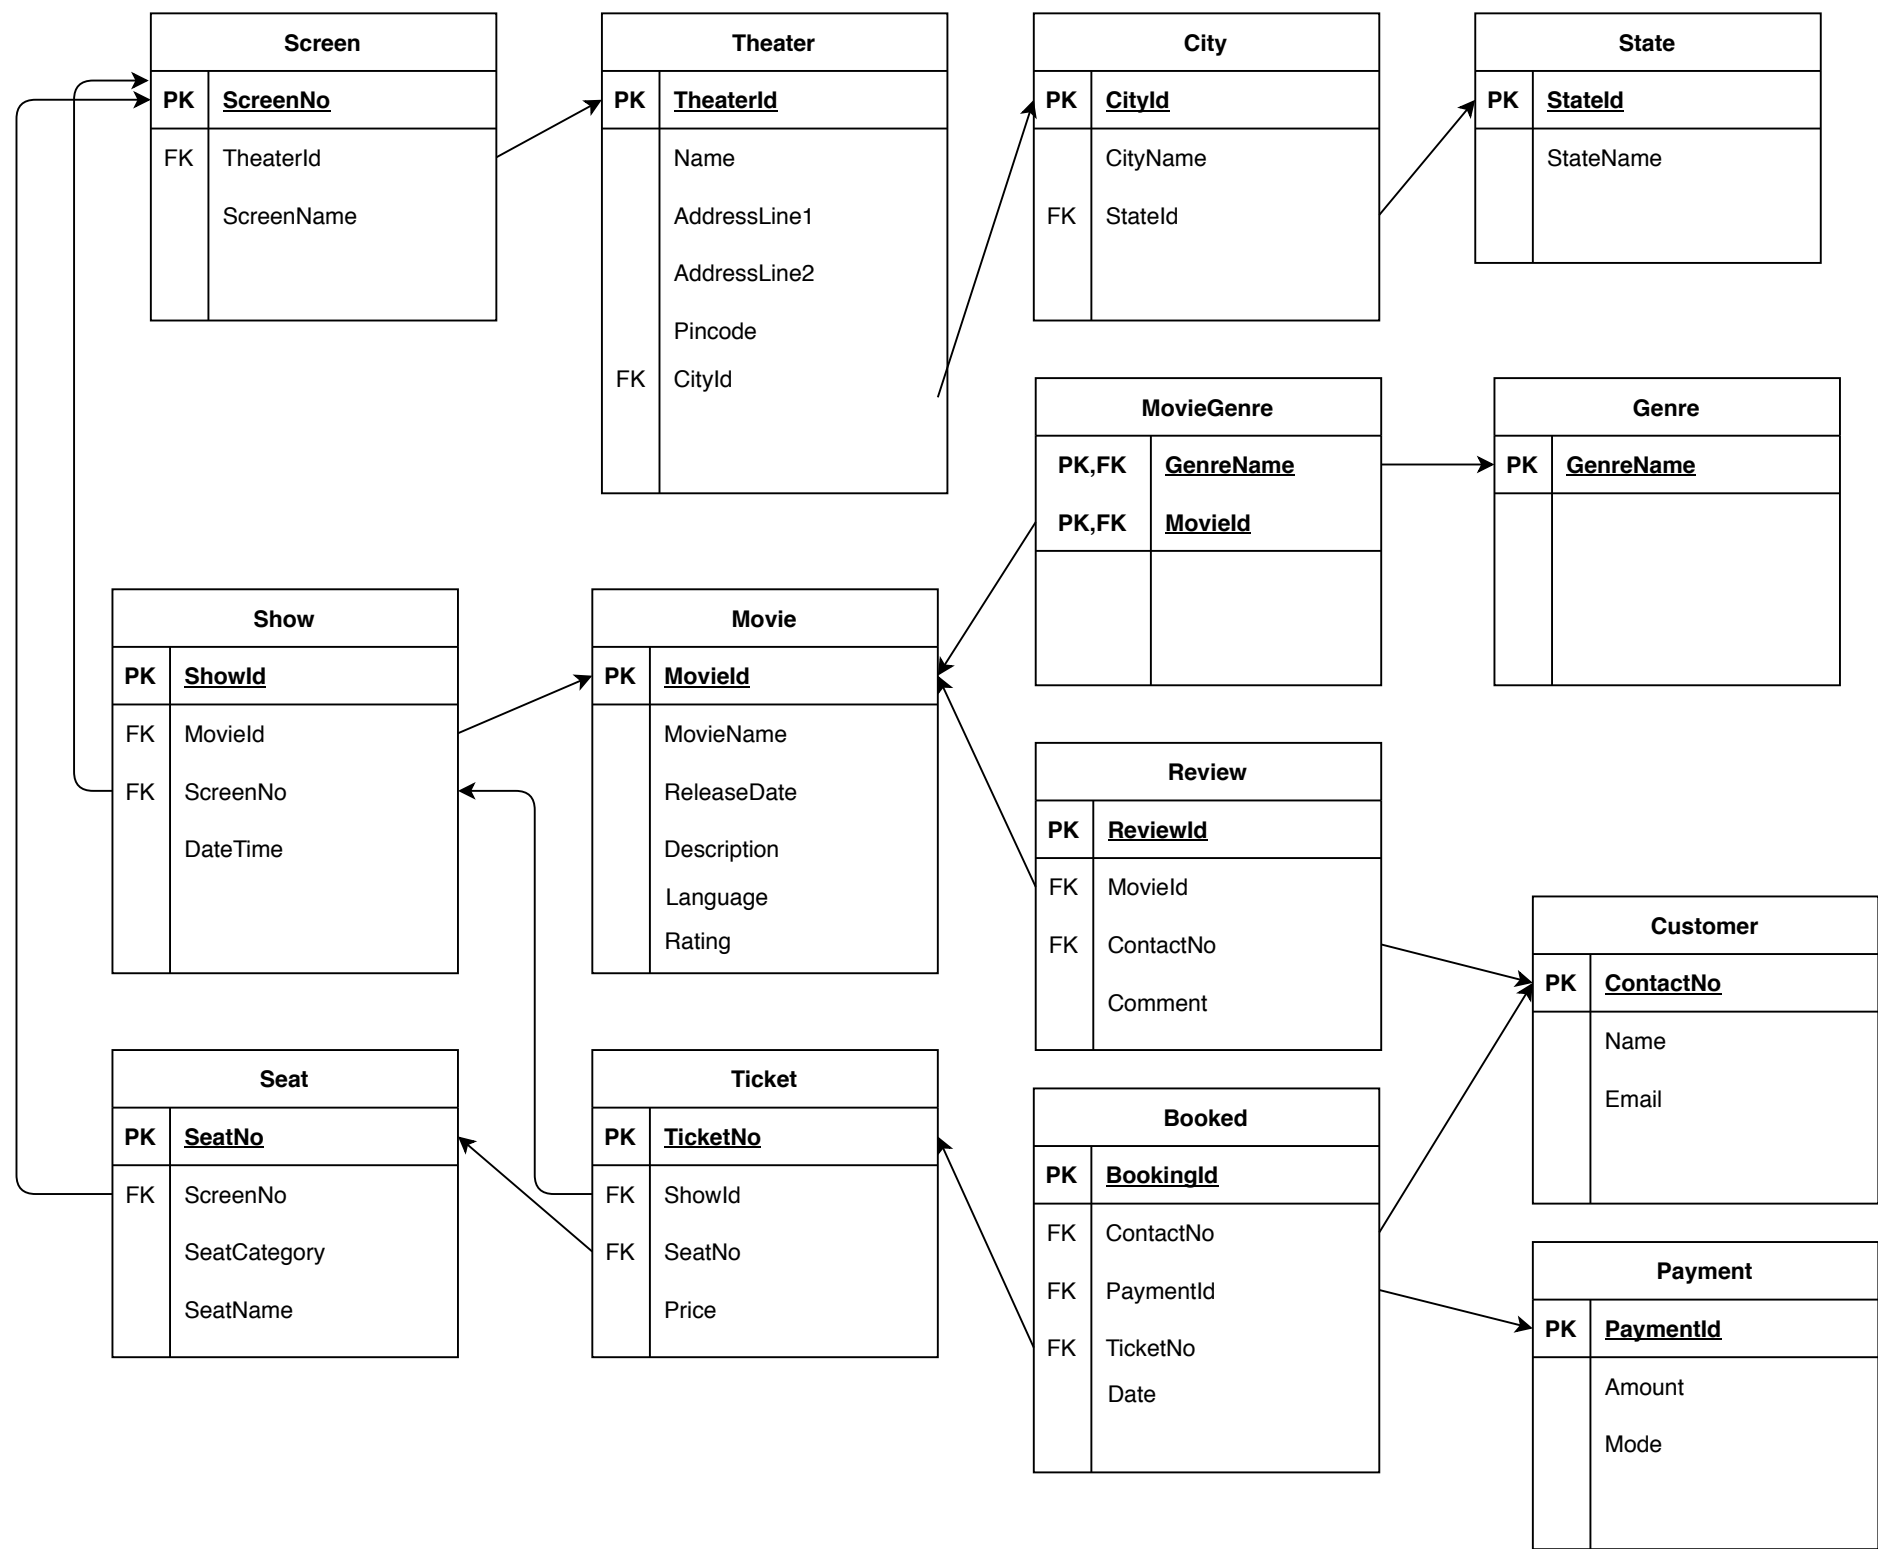 Screen
PK ScreenNo
FK TheaterId
ScreenName
Theater
PK TheaterId
Name
AddressLine1
AddressLine2
Pincode
FK CityId
City
PK CityId
CityName
FK StateId
State
PK StateId
StateName
MovieGenre
PK,FK GenreName
PK,FK MovieId
Genre
PK GenreName
Show
PK ShowId
FK MovieId
FK ScreenNo
DateTime
Movie
PK MovieId
MovieName
ReleaseDate
Description
Language
Rating
Review
PK ReviewId
FK MovieId
FK ContactNo
Comment
Customer
PK ContactNo
Name
Email
Seat
PK SeatNo
FK ScreenNo
SeatCategory
SeatName
Ticket
PK TicketNo
FK ShowId
FK SeatNo
Price
Booked
PK BookingId
FK ContactNo
FK PaymentId
FK TicketNo
Date
Payment
PK PaymentId
Amount
Mode